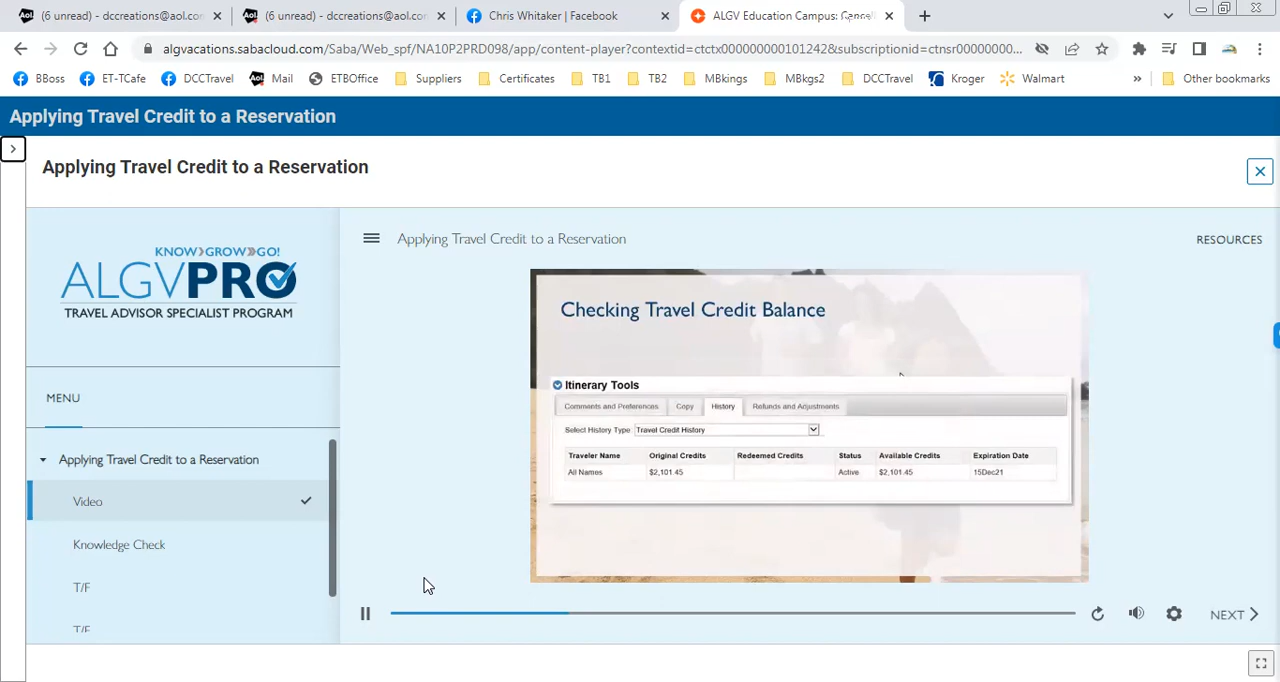 (6 unread) - dccreations@aol.co
(6 unread) - dccreations@aol.co
Chris Whitaker | Facebook
ALGV Education Campus: Cancell
algvacations.sabacloud.com/Saba/Web_spf/NA10P2PRD098/app/content-player?contextid=ctctx000000000101242&subscriptionid=ctnsr00000000...
BBoss ET-TCafe DCCTravel Mail ETBOffice Suppliers Certificates TB1 TB2 MBkings MBkgs2 DCCTravel Kroger Walmart » Other bookmarks
Applying Travel Credit to a Reservation
Applying Travel Credit to a Reservation
KNOW GROW GO!
ALGVPRO
TRAVEL ADVISOR SPECIALIST PROGRAM
MENU
Applying Travel Credit to a Reservation
Video
Knowledge Check
T/F
T/F
Applying Travel Credit to a Reservation
RESOURCES
Checking Travel Credit Balance
Itinerary Tools
Comments and Preferences Copy History Refunds and Adjustments
Select History Type: Travel Credit History
Traveler Name Original Credits Redeemed Credits Status Available Credits Expiration Date
All Names $2,101.45 Active $2,101.45 15Dec21
NEXT